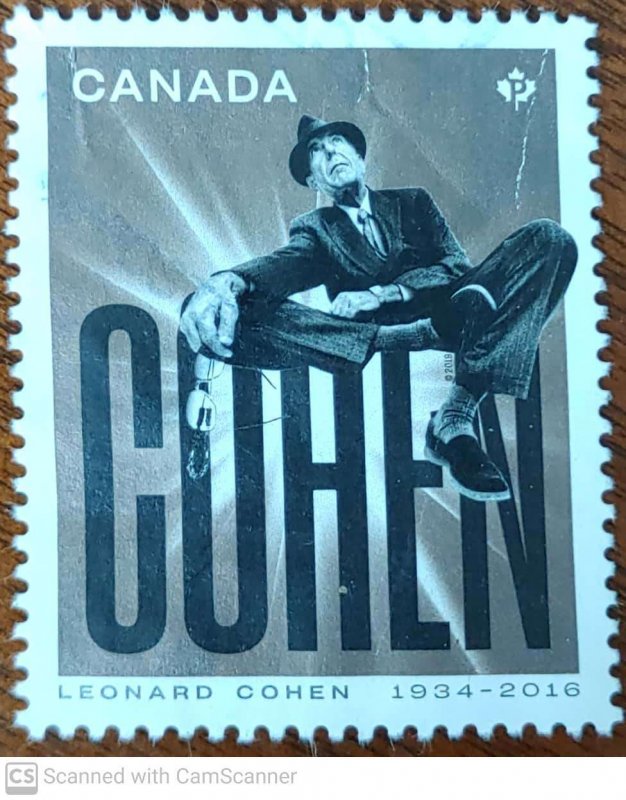 CANADA
P
COHEN
© 2019
LEONARD COHEN 1934-2016
CS Scanned with CamScanner